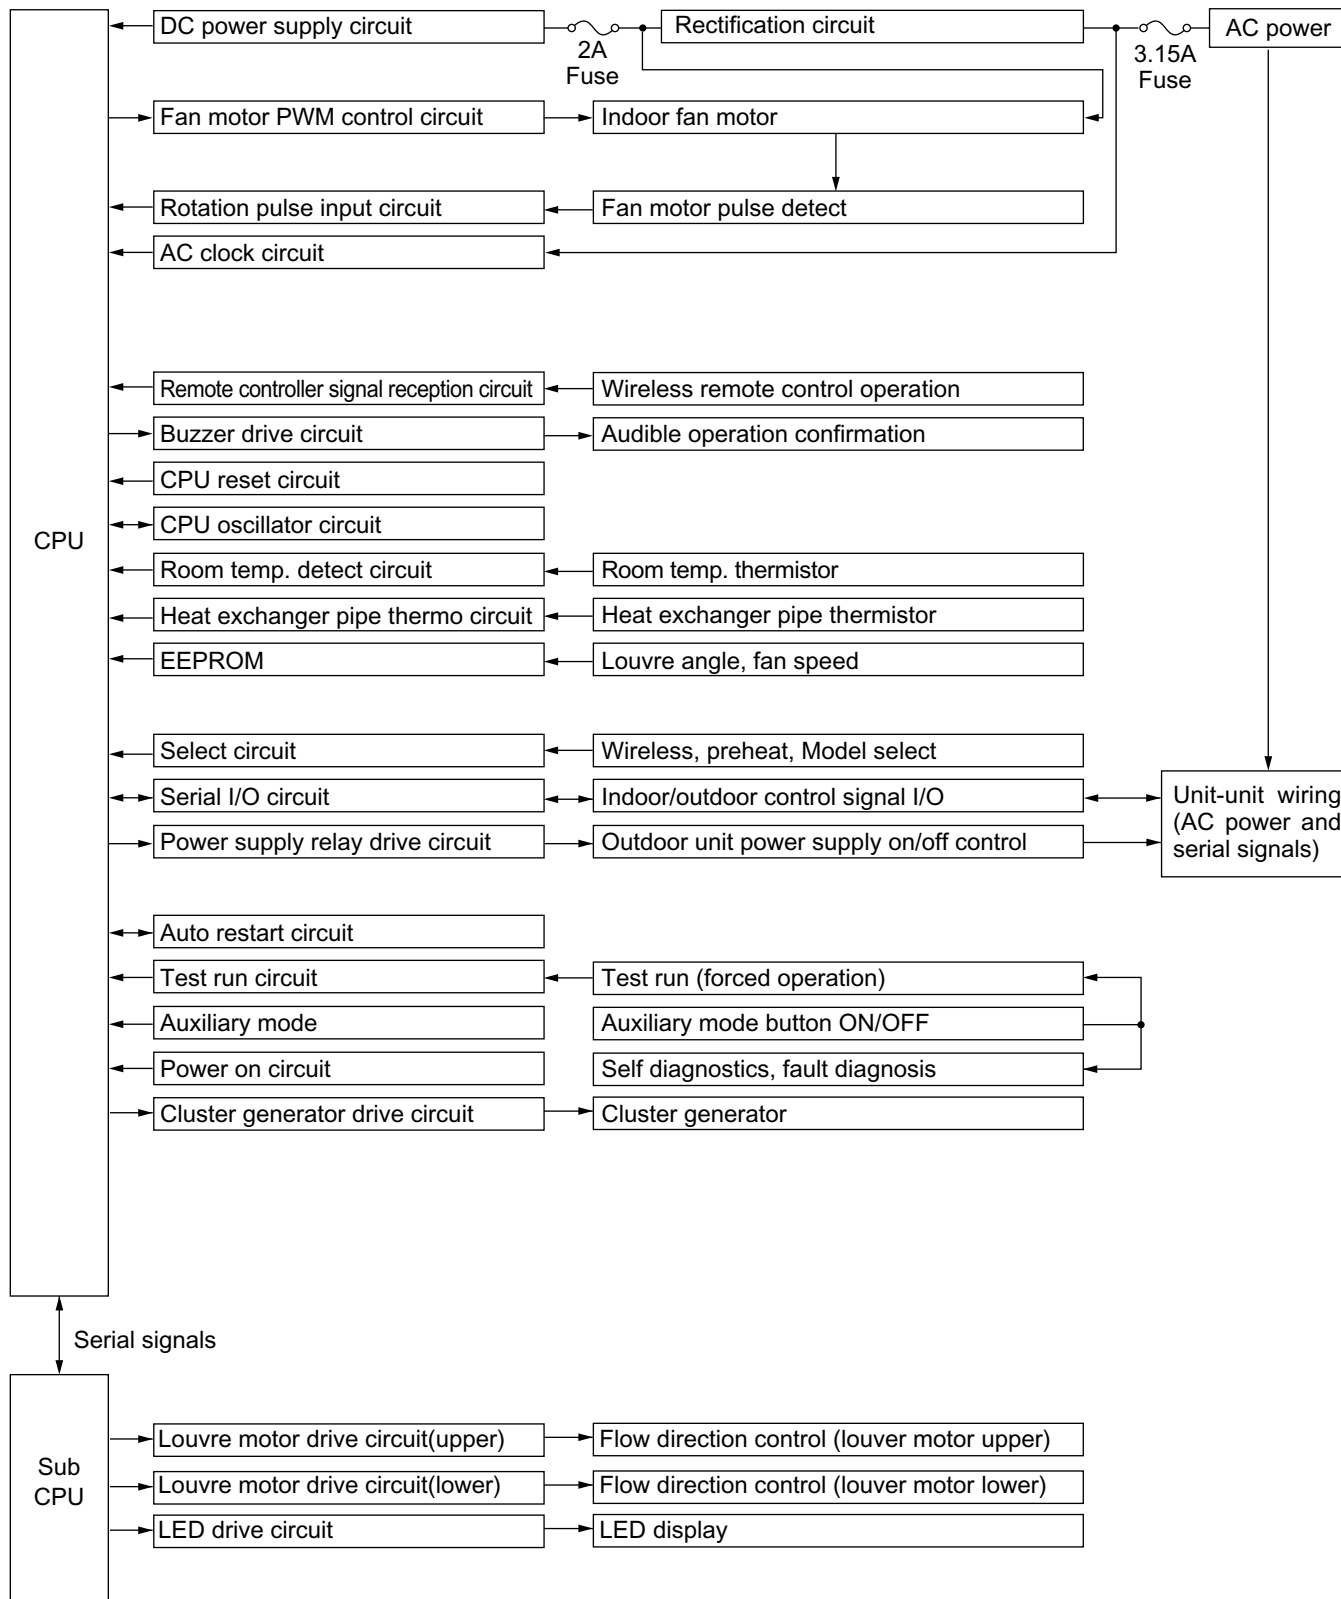 DC power supply circuit
2A
Fuse
Rectification circuit
3.15A
Fuse
AC power
Fan motor PWM control circuit
Indoor fan motor
Rotation pulse input circuit
Fan motor pulse detect
AC clock circuit
Remote controller signal reception circuit
Wireless remote control operation
Buzzer drive circuit
Audible operation confirmation
CPU reset circuit
CPU oscillator circuit
CPU
Room temp. detect circuit
Room temp. thermistor
Heat exchanger pipe thermo circuit
Heat exchanger pipe thermistor
EEPROM
Louvre angle, fan speed
Select circuit
Wireless, preheat, Model select
Serial I/O circuit
Indoor/outdoor control signal I/O
Unit-unit wiring
(AC power and
serial signals)
Power supply relay drive circuit
Outdoor unit power supply on/off control
Auto restart circuit
Test run circuit
Test run (forced operation)
Auxiliary mode
Auxiliary mode button ON/OFF
Power on circuit
Self diagnostics, fault diagnosis
Cluster generator drive circuit
Cluster generator
Serial signals
Sub
CPU
Louvre motor drive circuit(upper)
Flow direction control (louver motor upper)
Louvre motor drive circuit(lower)
Flow direction control (louver motor lower)
LED drive circuit
LED display